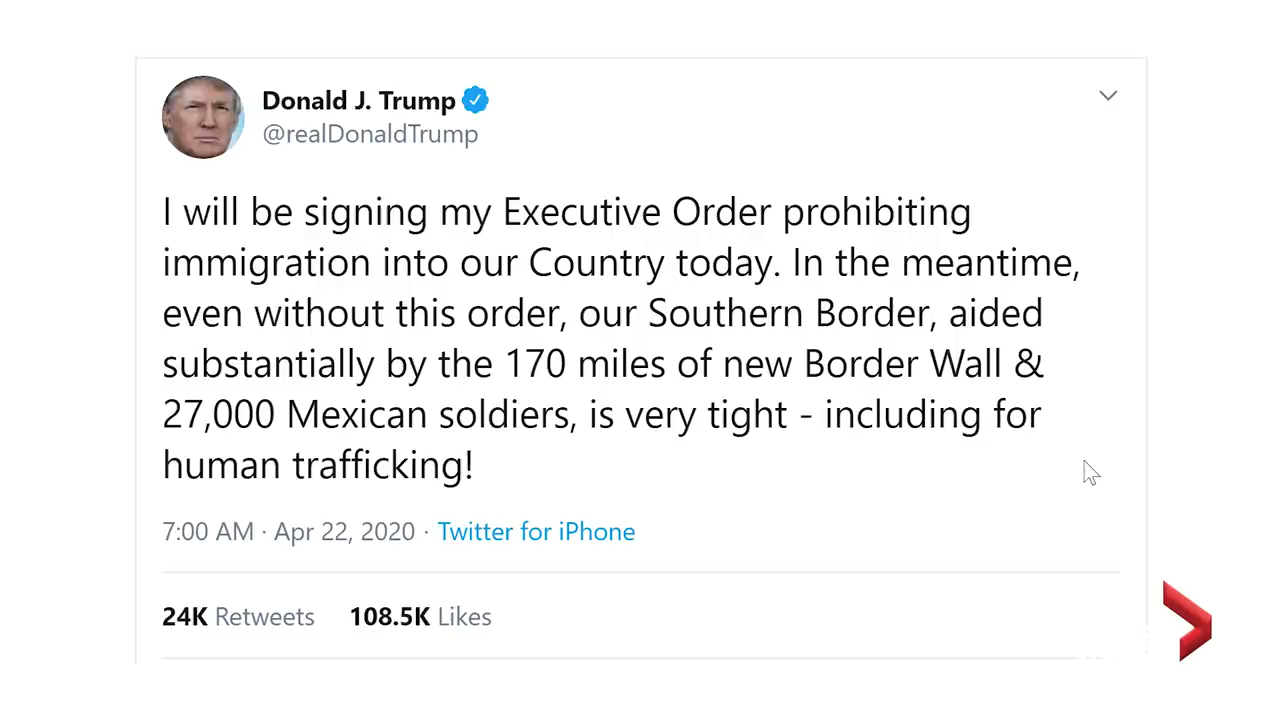 Donald J. Trump
@realDonaldTrump
I will be signing my Executive Order prohibiting
immigration into our Country today. In the meantime,
even without this order, our Southern Border, aided
substantially by the 170 miles of new Border Wall &
27,000 Mexican soldiers, is very tight - including for
human trafficking!
7:00 AM · Apr 22, 2020 · Twitter for iPhone
24K Retweets 108.5K Likes